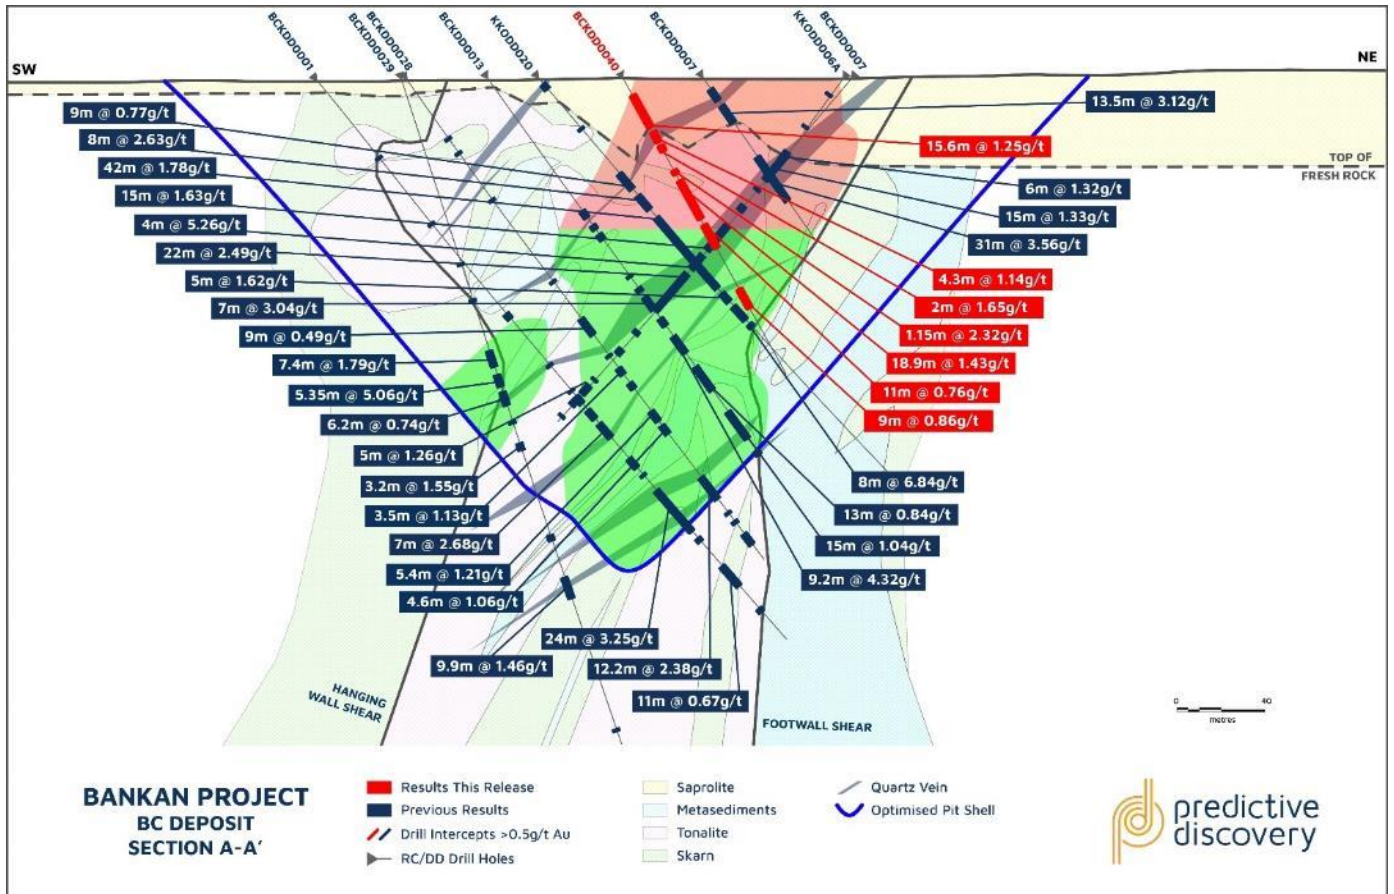 BCKDD0001
BCKDD0029
BCKDD0028
BCKDD0013
KKODD020
BCKDD0040
BCKDD0007
KKODD006A
BCKDD0007
SW
NE
9m @ 0.77g/t
8m @ 2.63g/t
42m @ 1.78g/t
15m @ 1.63g/t
4m @ 5.26g/t
22m @ 2.49g/t
5m @ 1.62g/t
7m @ 3.04g/t
9m @ 0.49g/t
7.4m @ 1.79g/t
5.35m @ 5.06g/t
6.2m @ 0.74g/t
5m @ 1.26g/t
3.2m @ 1.55g/t
3.5m @ 1.13g/t
7m @ 2.68g/t
5.4m @ 1.21g/t
4.6m @ 1.06g/t
9.9m @ 1.46g/t
24m @ 3.25g/t
12.2m @ 2.38g/t
11m @ 0.67g/t
13.5m @ 3.12g/t
15.6m @ 1.25g/t
TOP OF
FRESH ROCK
6m @ 1.32g/t
15m @ 1.33g/t
31m @ 3.56g/t
4.3m @ 1.14g/t
2m @ 1.65g/t
1.15m @ 2.32g/t
18.9m @ 1.43g/t
11m @ 0.76g/t
9m @ 0.86g/t
8m @ 6.84g/t
13m @ 0.84g/t
15m @ 1.04g/t
9.2m @ 4.32g/t
HANGING
WALL SHEAR
FOOTWALL SHEAR
0 40
metres
BANKAN PROJECT
BC DEPOSIT
SECTION A-A'
Results This Release
Previous Results
Drill Intercepts >0.5g/t Au
RC/DD Drill Holes
Saprolite
Metasediments
Tonalite
Skarn
Quartz Vein
Optimised Pit Shell
predictive
discovery